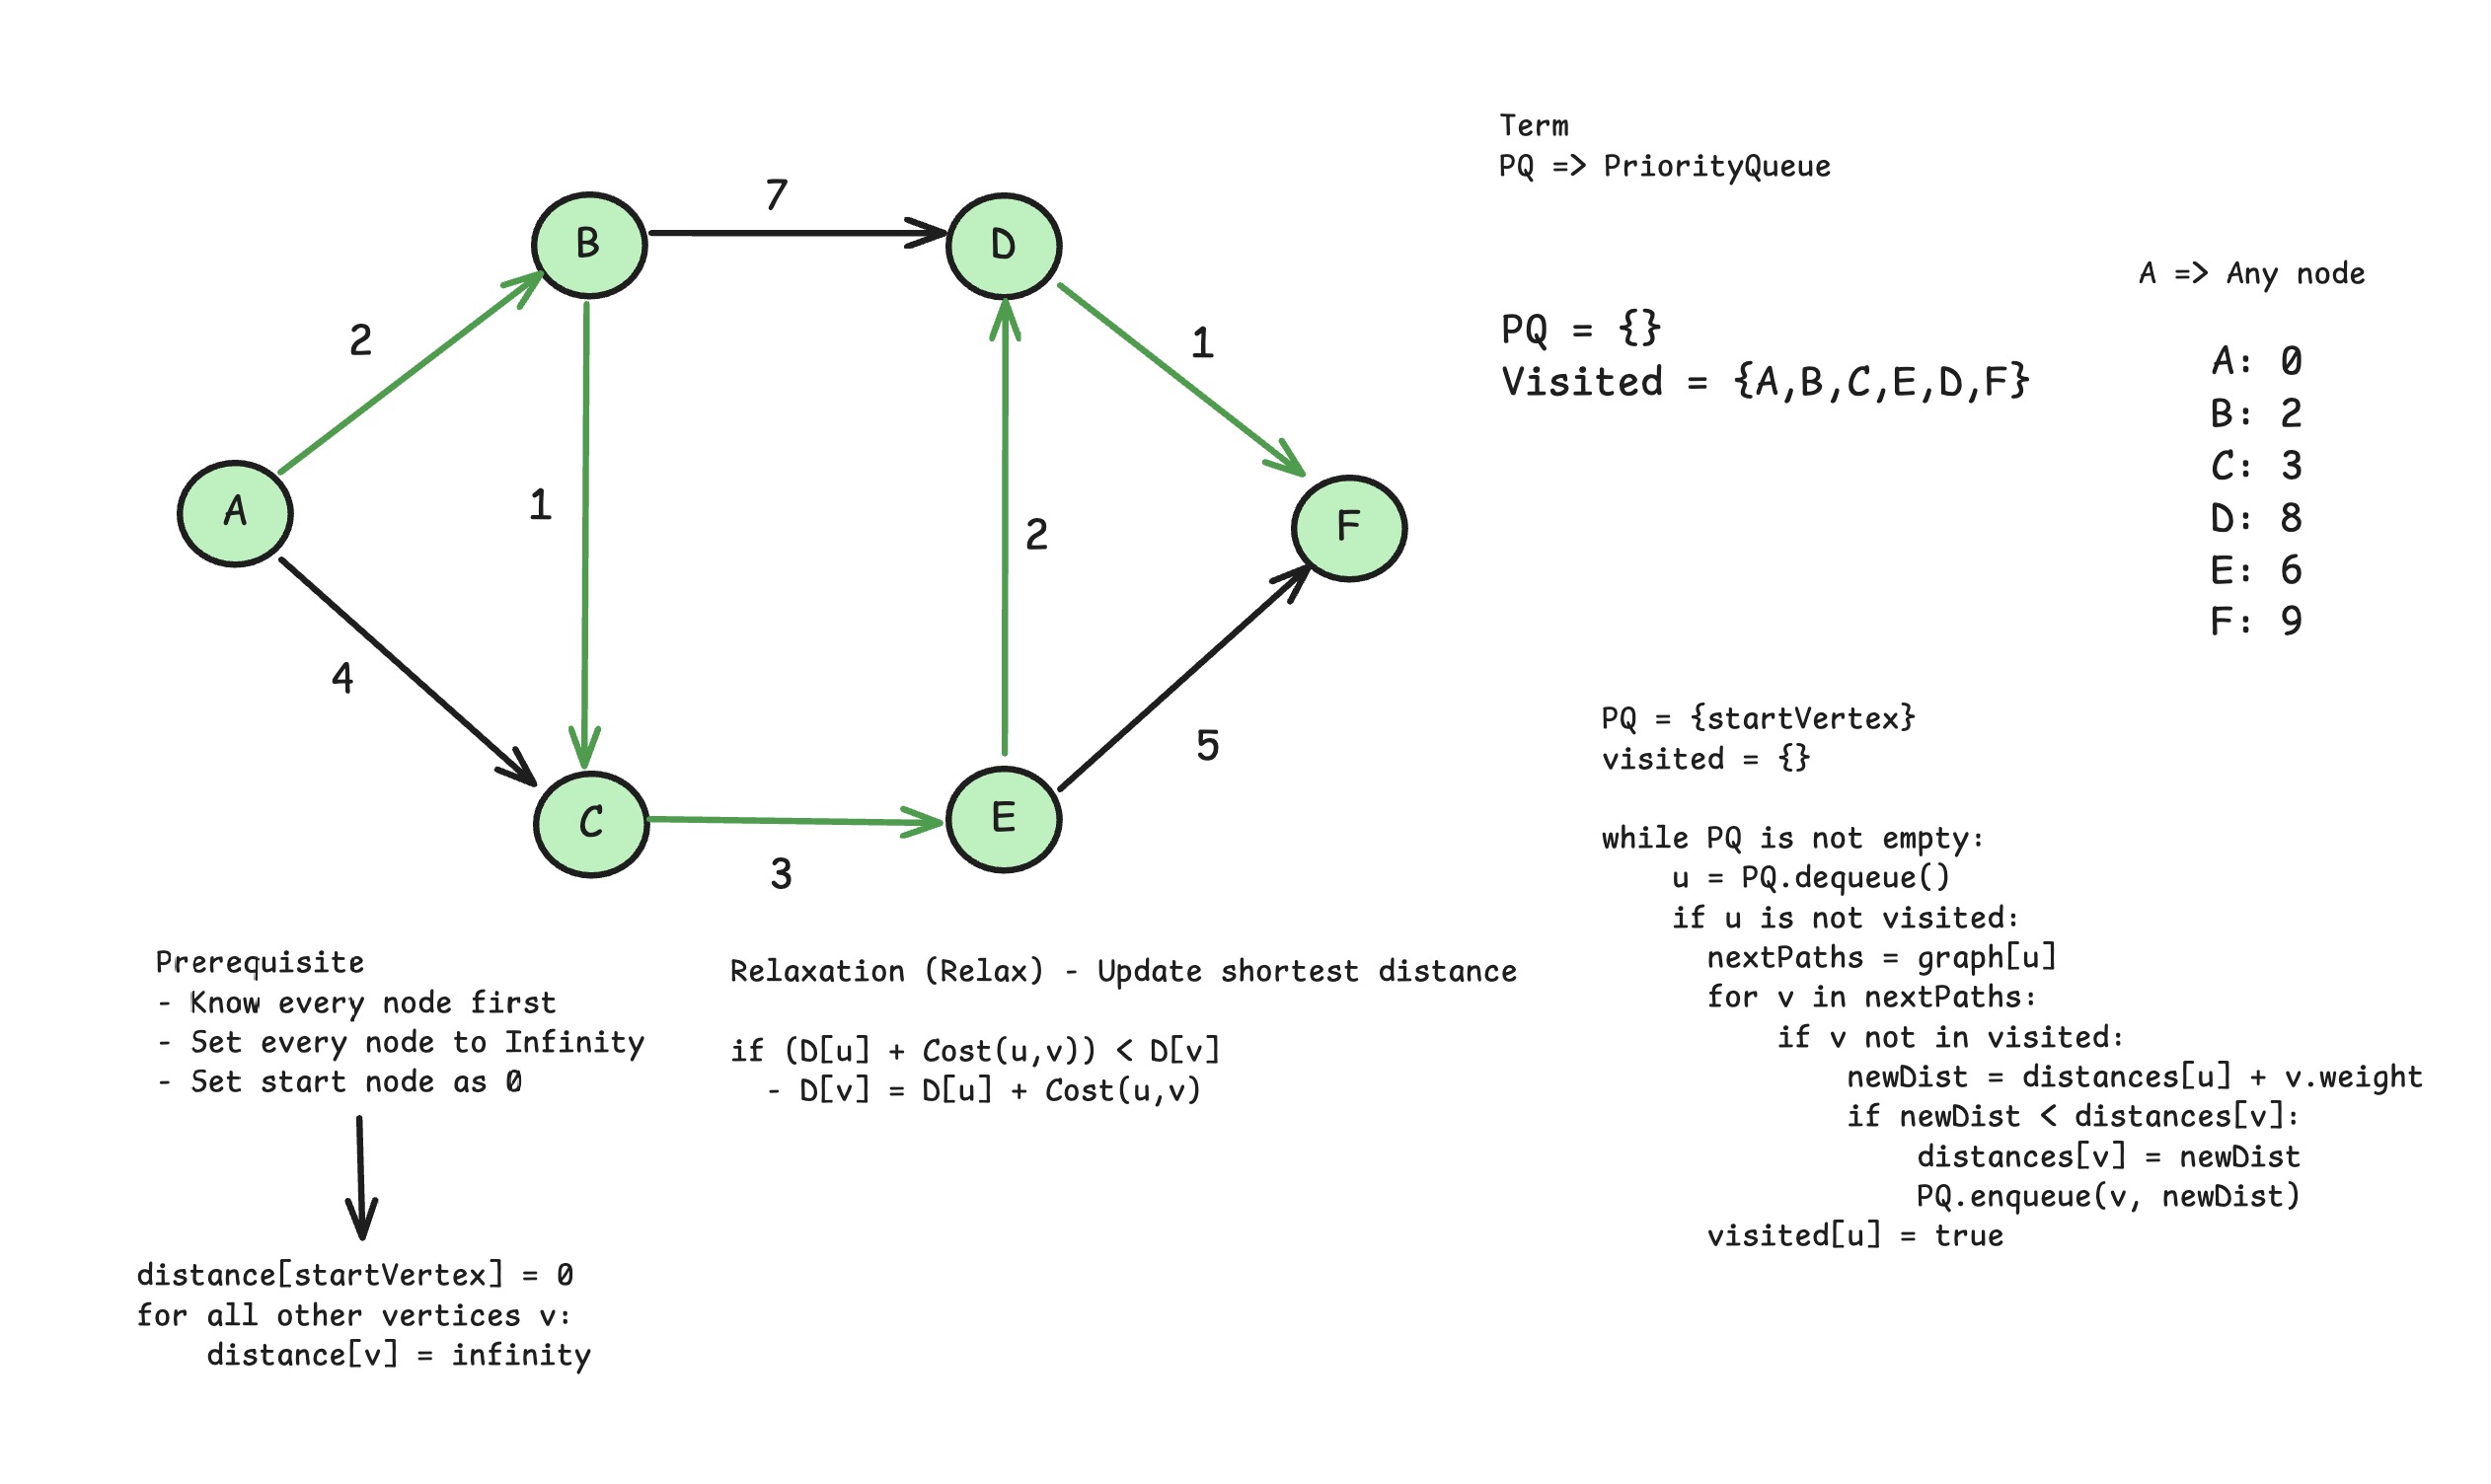 Term
PQ => PriorityQueue
A => Any node
PQ = {}
Visited = {A,B,C,E,D,F}
A: 0
B: 2
C: 3
D: 8
E: 6
F: 9
7
B
D
2
1
A
1
2
F
4
5
C
E
3
PQ = {startVertex}
visited = {}
while PQ is not empty:
u = PQ.dequeue()
if u is not visited:
nextPaths = graph[u]
for v in nextPaths:
if v not in visited:
newDist = distances[u] + v.weight
if newDist < distances[v]:
distances[v] = newDist
PQ.enqueue(v, newDist)
visited[u] = true
Prerequisite
- Know every node first
- Set every node to Infinity
- Set start node as 0
Relaxation (Relax) - Update shortest distance
if (D[u] + Cost(u,v)) < D[v]
- D[v] = D[u] + Cost(u,v)
distance[startVertex] = 0
for all other vertices v:
distance[v] = infinity